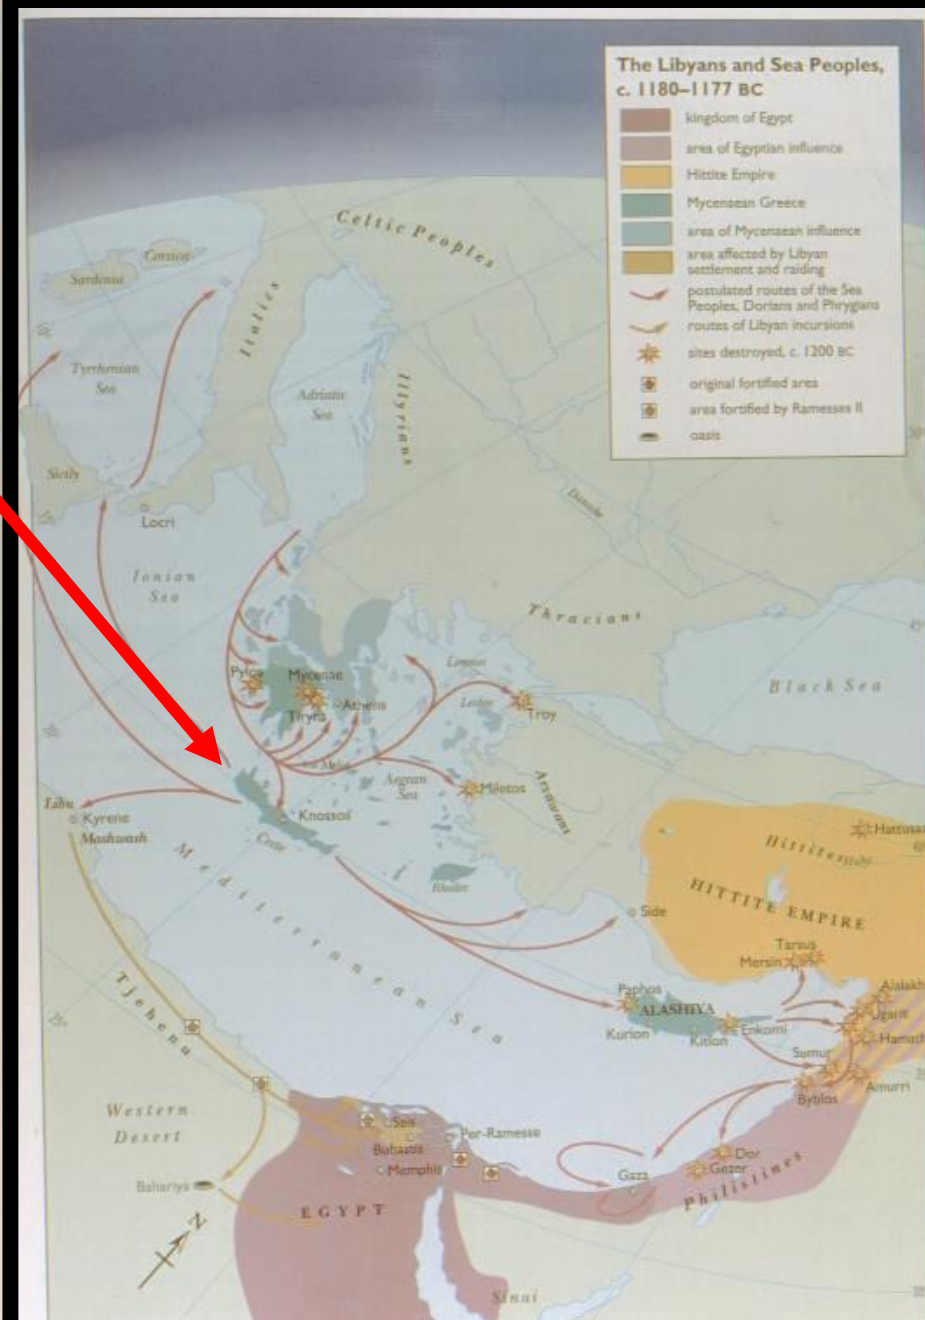 The Libyans and Sea Peoples,
c. 1180–1177 BC
kingdom of Egypt
area of Egyptian influence
Hittite Empire
Mycenaean Greece
area of Mycenaean influence
area affected by Libyan
settlement and raiding
postulated routes of the Sea
Peoples, Dorians and Phrygians
routes of Libyan incursions
sites destroyed, c. 1200 BC
original fortified area
area fortified by Ramesses II
oasis
Celtic Peoples
Corsica
Sardinia
Italics
Tyrrhenian
Sea
Adriatic
Sea
Illyrians
Sicily
Locri
Danube
Ionian
Sea
Thracians
Black Sea
Pylos
Mycenae
Tiryns
Athens
Lemnos
Lesbos
Troy
Aegean
Sea
Miletos
Arzawans
Libu
Kyrene
Mashwash
Knossos
Crete
Rhodes
Mediterranean Sea
Hattusas
Hittites
HITTITE EMPIRE
Side
Tarsus
Mersin
Alalakh
Ugarit
Hamath
Paphos
ALASHIYA
Kurion
Kition
Enkomi
Sumur
Amurri
Byblos
Tjehenu
Western
Desert
Sais
Bubastis
Per-Ramesse
Memphis
Dor
Gezer
Gaza
Philistines
Bahariya
EGYPT
N
Sinai